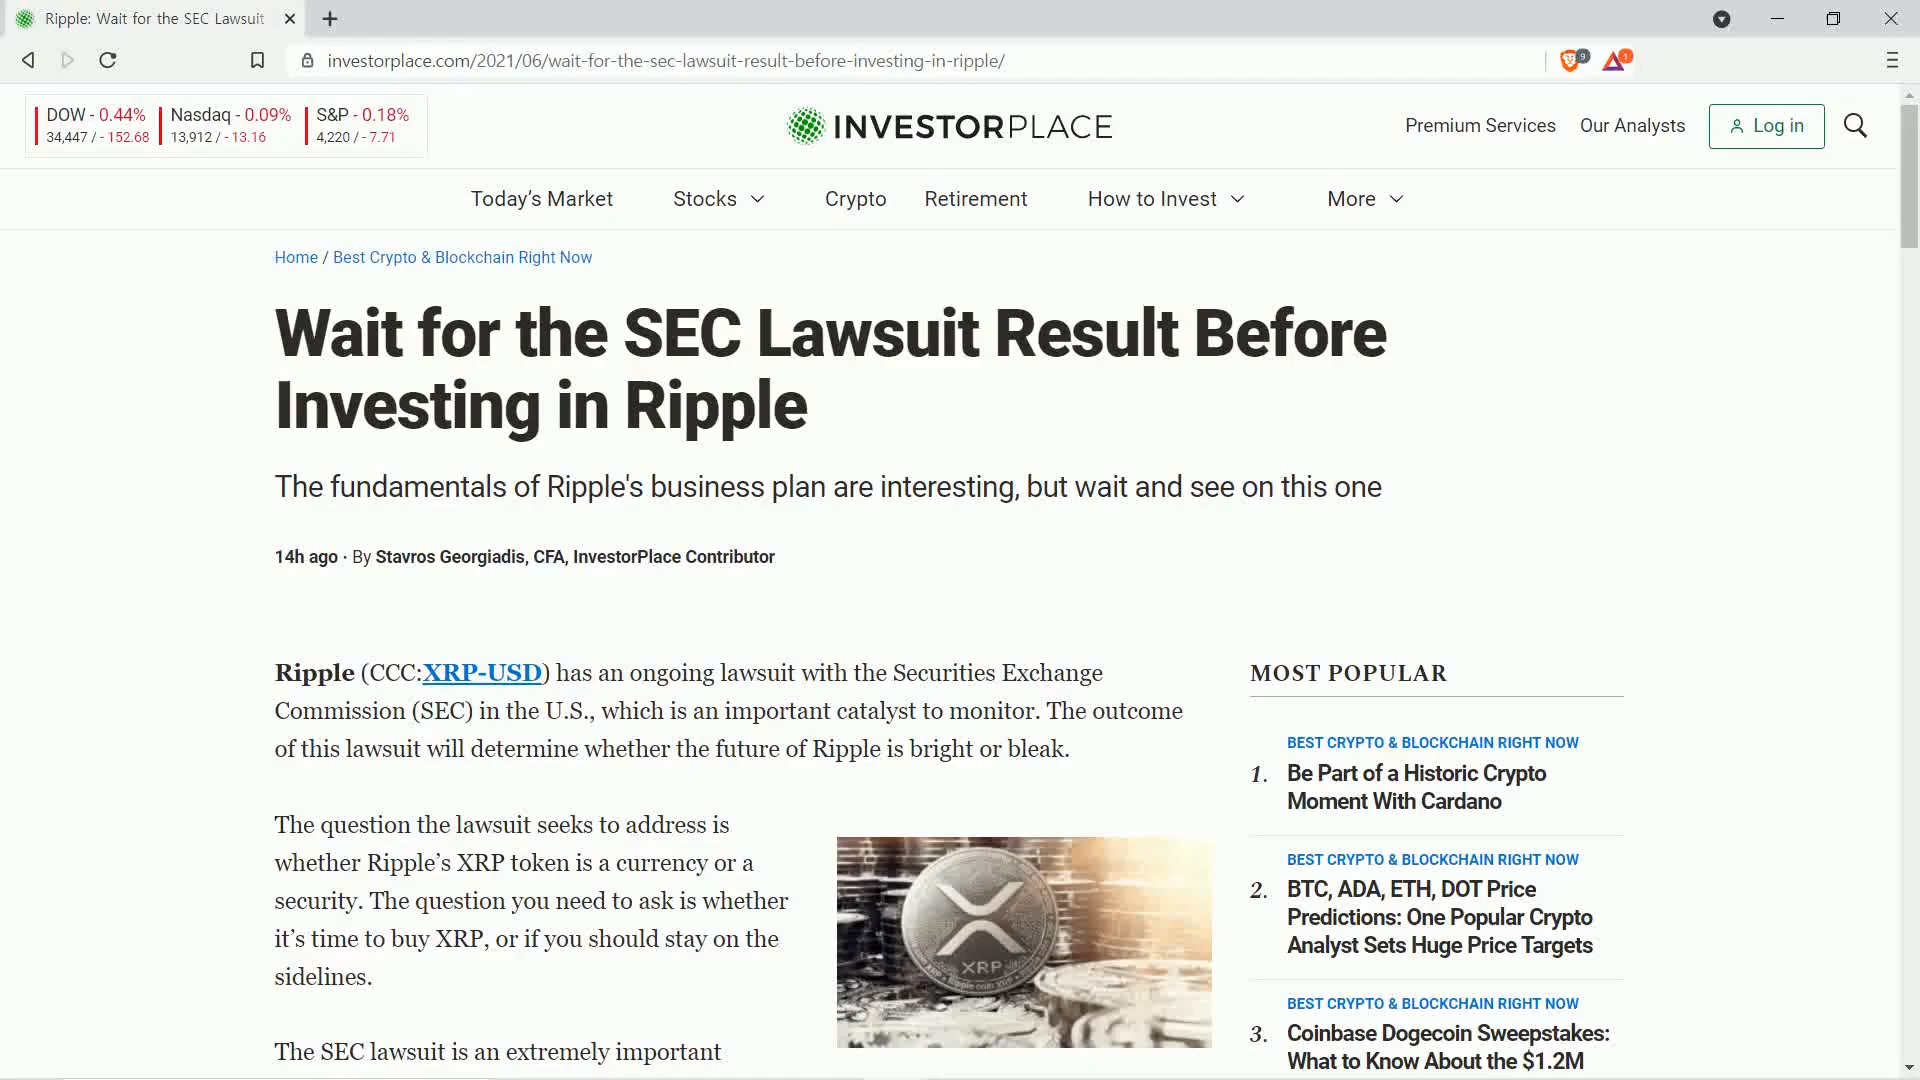 Ripple: Wait for the SEC Lawsuit
investorplace.com/2021/06/wait-for-the-sec-lawsuit-result-before-investing-in-ripple/
9
1
DOW - 0.44%
34,447 / - 152.68
Nasdaq - 0.09%
13,912 / - 13.16
S&P - 0.18%
4,220 / - 7.71
INVESTORPLACE
Premium Services
Our Analysts
Log in
Today’s Market
Stocks
Crypto
Retirement
How to Invest
More
Home / Best Crypto & Blockchain Right Now
Wait for the SEC Lawsuit Result Before
Investing in Ripple
The fundamentals of Ripple's business plan are interesting, but wait and see on this one
14h ago · By Stavros Georgiadis, CFA, InvestorPlace Contributor
Ripple (CCC:XRP-USD) has an ongoing lawsuit with the Securities Exchange
Commission (SEC) in the U.S., which is an important catalyst to monitor. The outcome
of this lawsuit will determine whether the future of Ripple is bright or bleak.
The question the lawsuit seeks to address is
whether Ripple’s XRP token is a currency or a
security. The question you need to ask is whether
it’s time to buy XRP, or if you should stay on the
sidelines.
The SEC lawsuit is an extremely important
XRP
MOST POPULAR
BEST CRYPTO & BLOCKCHAIN RIGHT NOW
1. Be Part of a Historic Crypto
Moment With Cardano
BEST CRYPTO & BLOCKCHAIN RIGHT NOW
2. BTC, ADA, ETH, DOT Price
Predictions: One Popular Crypto
Analyst Sets Huge Price Targets
BEST CRYPTO & BLOCKCHAIN RIGHT NOW
3. Coinbase Dogecoin Sweepstakes:
What to Know About the $1.2M